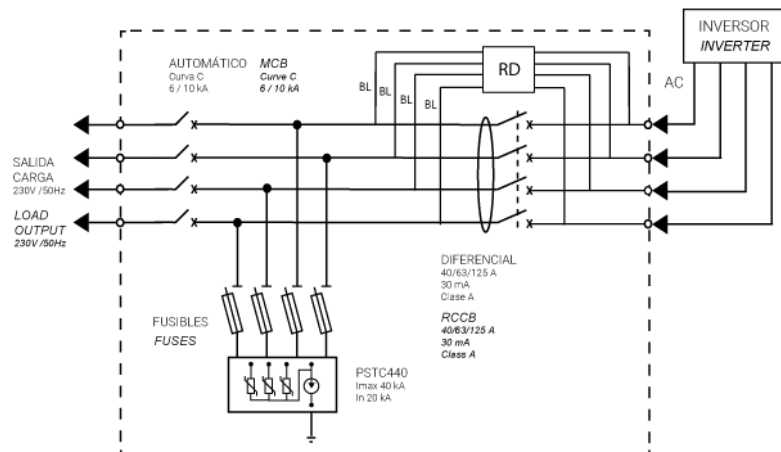 INVERSOR
INVERTER
AC
RD
AUTOMÁTICO
Curva C
6 / 10 kA
MCB
Curve C
6 / 10 kA
BL
BL
BL
BL
SALIDA
CARGA
230V /50Hz
LOAD
OUTPUT
230V /50Hz
DIFERENCIAL
40/63/125 A
30 mA
Clase A
RCCB
40/63/125 A
30 mA
Class A
FUSIBLES
FUSES
PSTC440
Imax 40 kA
In 20 kA